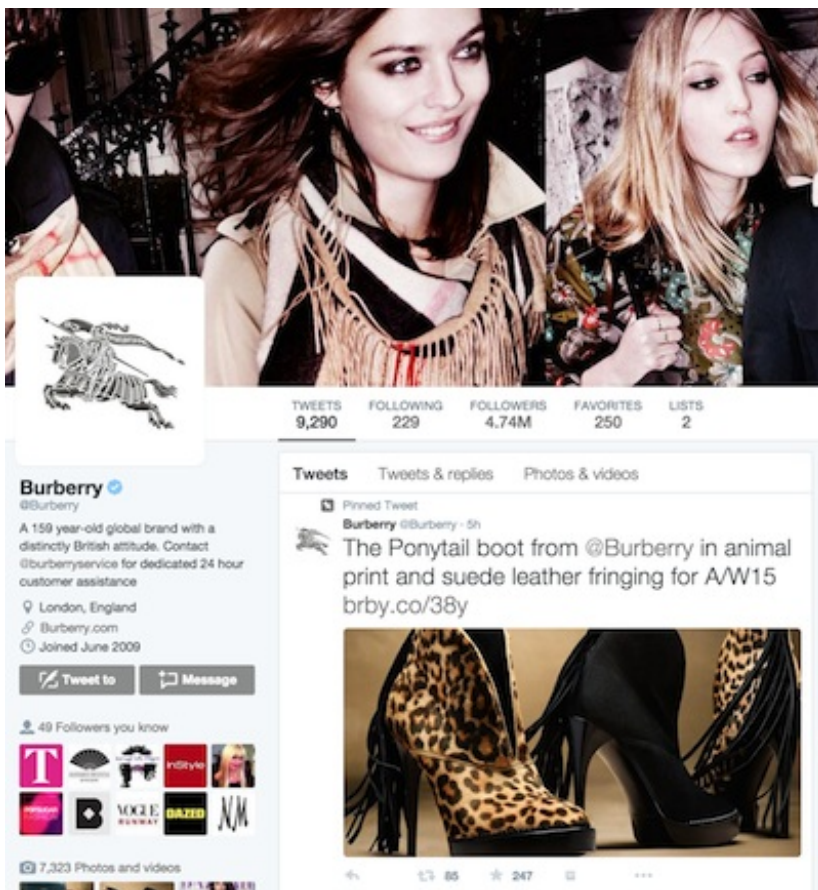 TWEETS FOLLOWING FOLLOWERS FAVORITES LISTS
9,290 229 4.74M 250 2
Burberry
@Burberry
A 159 year-old global brand with a
distinctly British attitude. Contact
@burberryservice for dedicated 24 hour
customer assistance
London, England
Burberry.com
Joined June 2009
Tweet to Message
49 Followers you know
T
InStyle
POPSUGAR
B
VOGUE
RUNWAY
DAZED
NM
7,323 Photos and videos
Tweets Tweets & replies Photos & videos
Pinned Tweet
Burberry @Burberry · 5h
The Ponytail boot from @Burberry in animal
print and suede leather fringing for A/W15
brby.co/38y
85 247